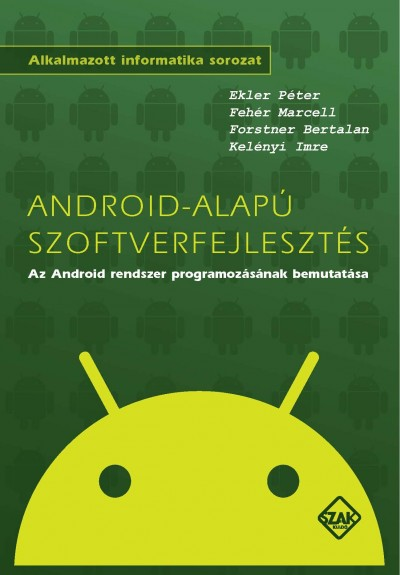 Alkalmazott informatika sorozat
Ekler Péter
Fehér Marcell
Forstner Bertalan
Kelényi Imre
ANDROID-ALAPÚ
SZOFTVERFEJLESZTÉS
Az Android rendszer programozásának bemutatása
SZAK
KIADÓ